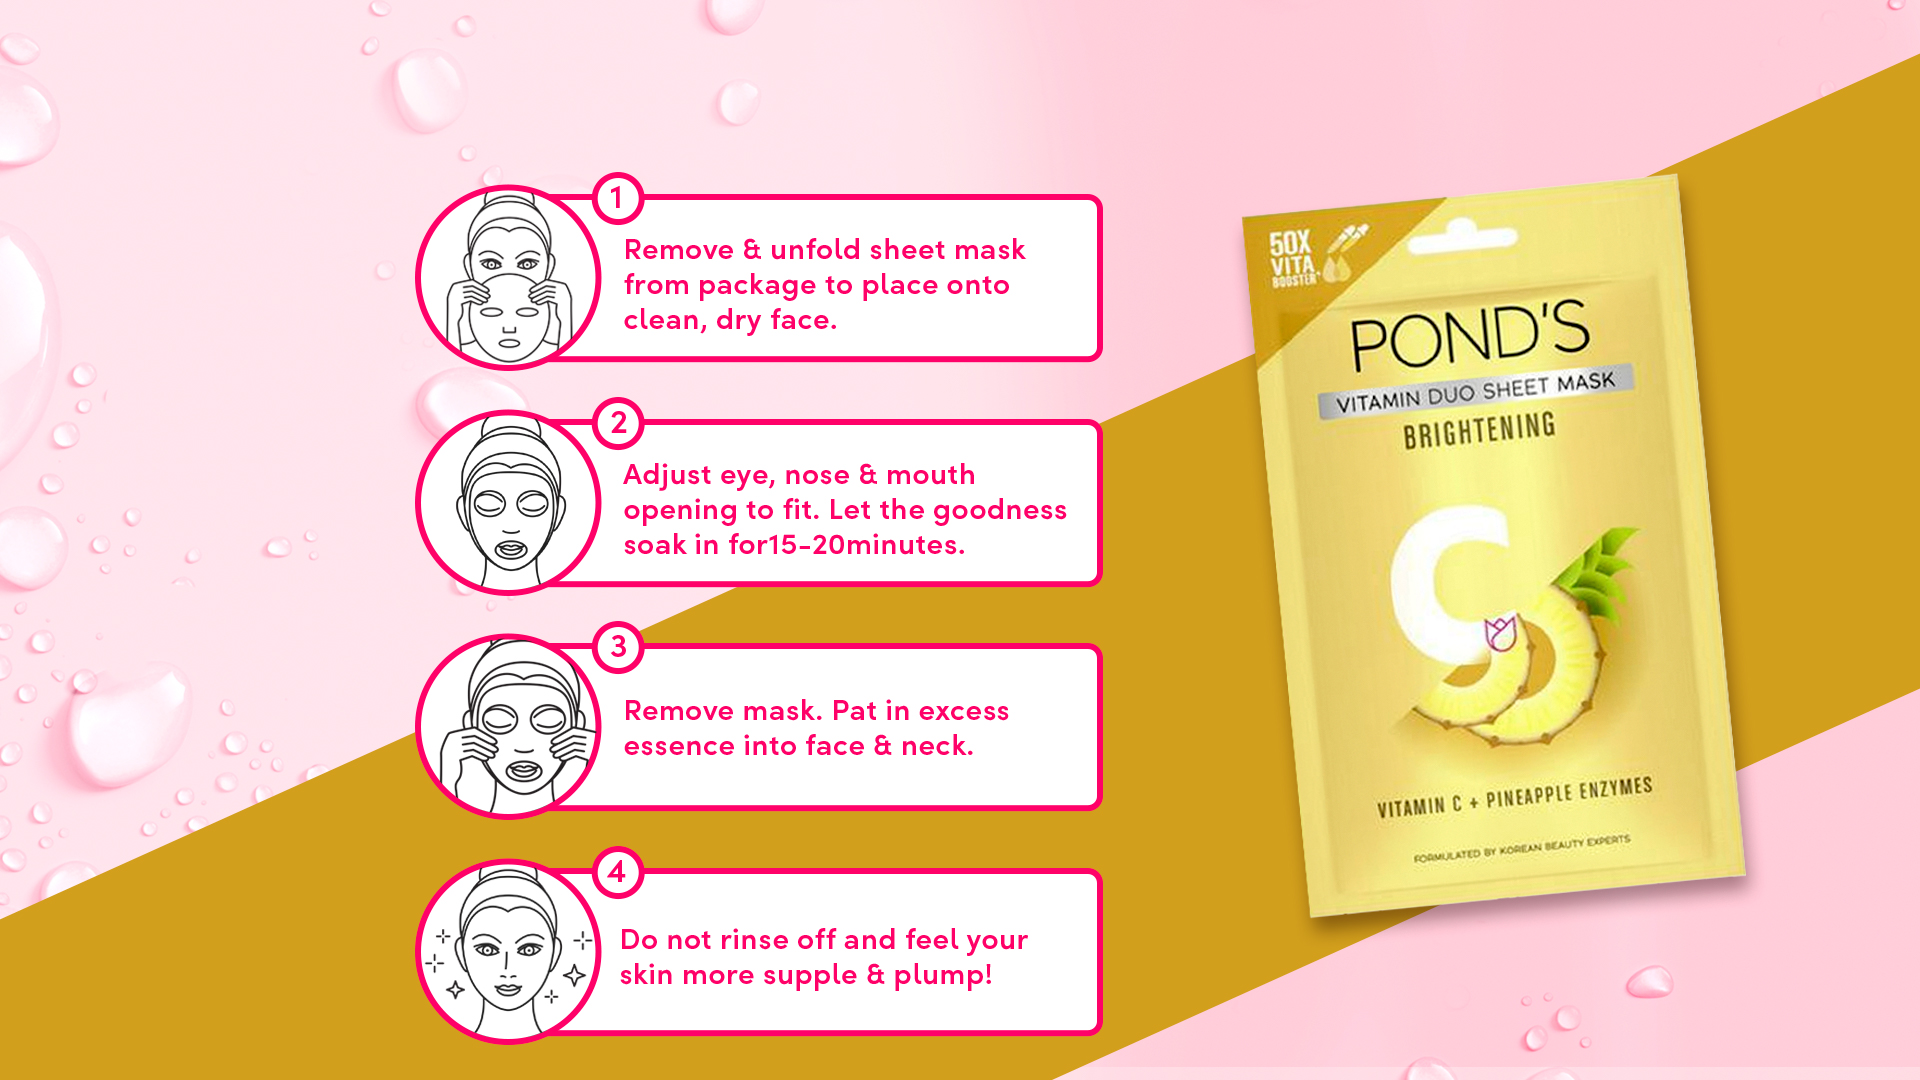 1
Remove & unfold sheet mask
from package to place onto
clean, dry face.
2
Adjust eye, nose & mouth
opening to fit. Let the goodness
soak in for15-20minutes.
3
Remove mask. Pat in excess
essence into face & neck.
4
Do not rinse off and feel your
skin more supple & plump!
50X
VITA
BOOSTER*
POND'S
VITAMIN DUO SHEET MASK
BRIGHTENING
C
VITAMIN C + PINEAPPLE ENZYMES
FORMULATED BY KOREAN BEAUTY EXPERTS